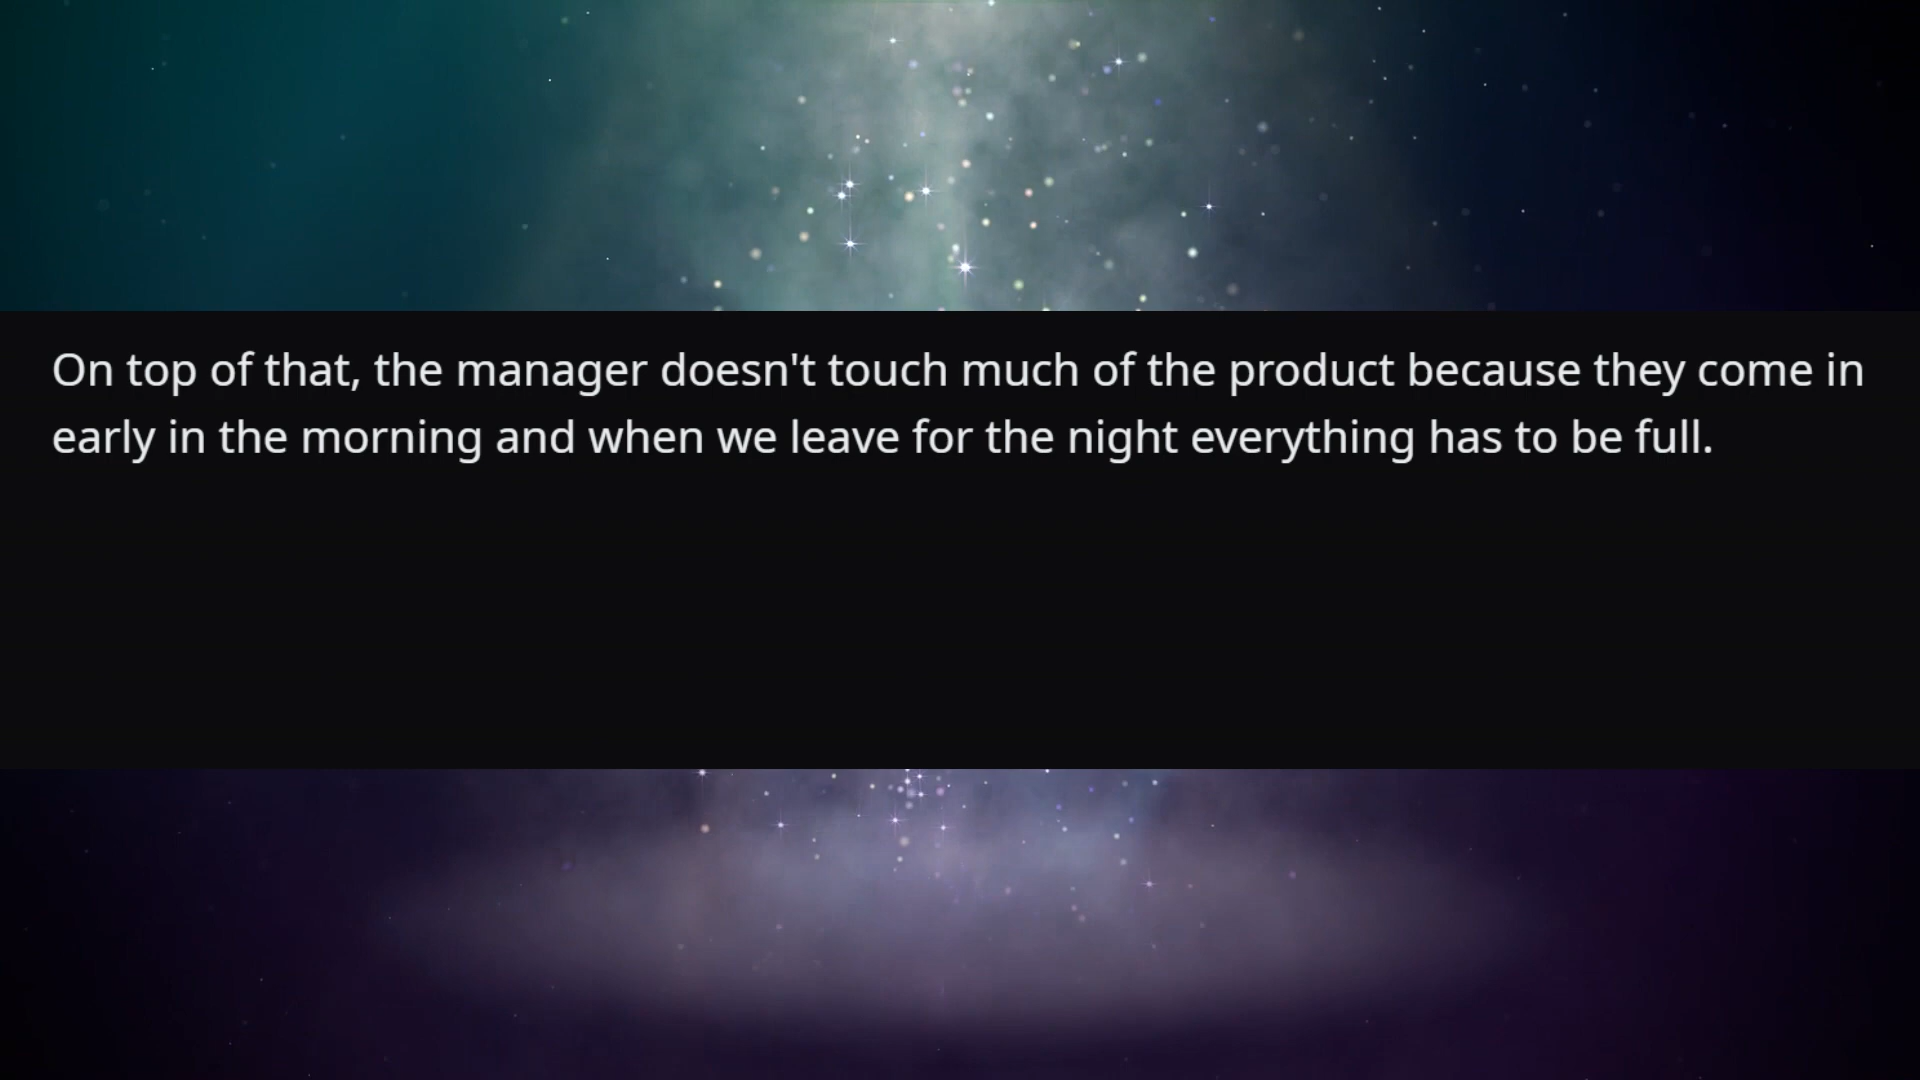 On top of that, the manager doesn't touch much of the product because they come in
early in the morning and when we leave for the night everything has to be full.